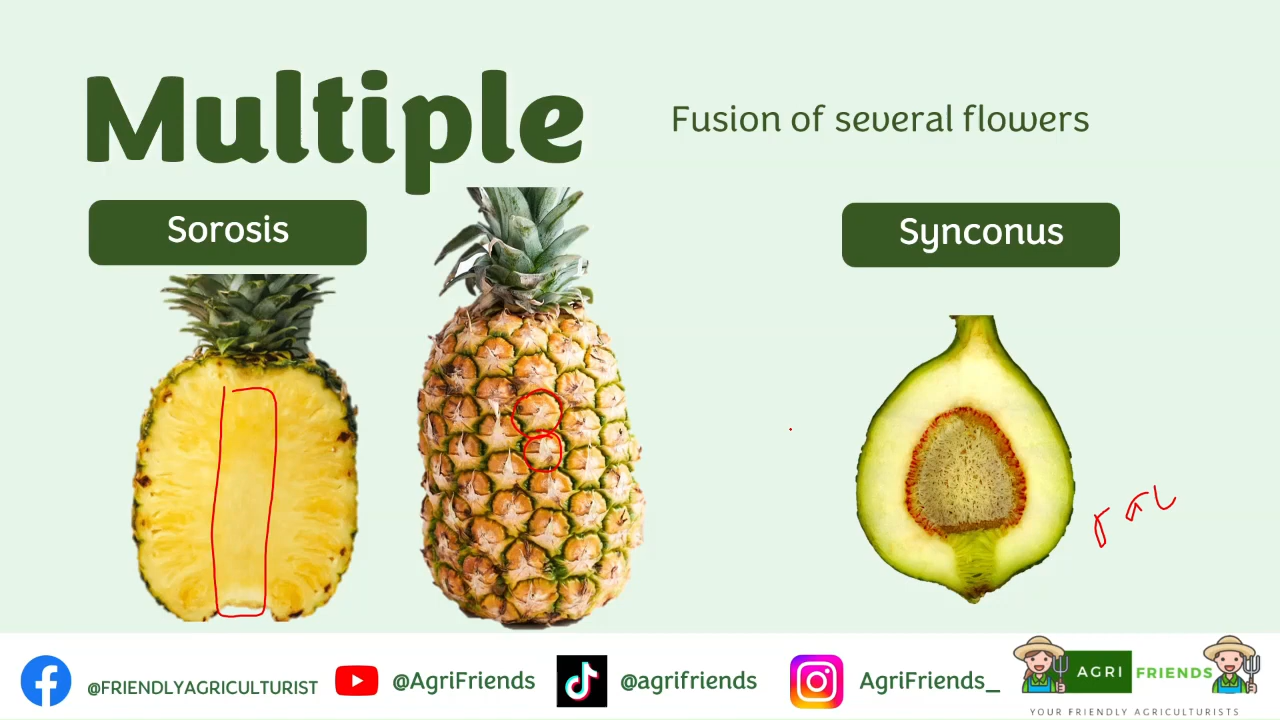 Multiple
Fusion of several flowers
Sorosis
Synconus
@FRIENDLYAGRICULTURIST
@AgriFriends
@agrifriends
AgriFriends_
AGRI FRIENDS
YOUR FRIENDLY AGRICULTURISTS